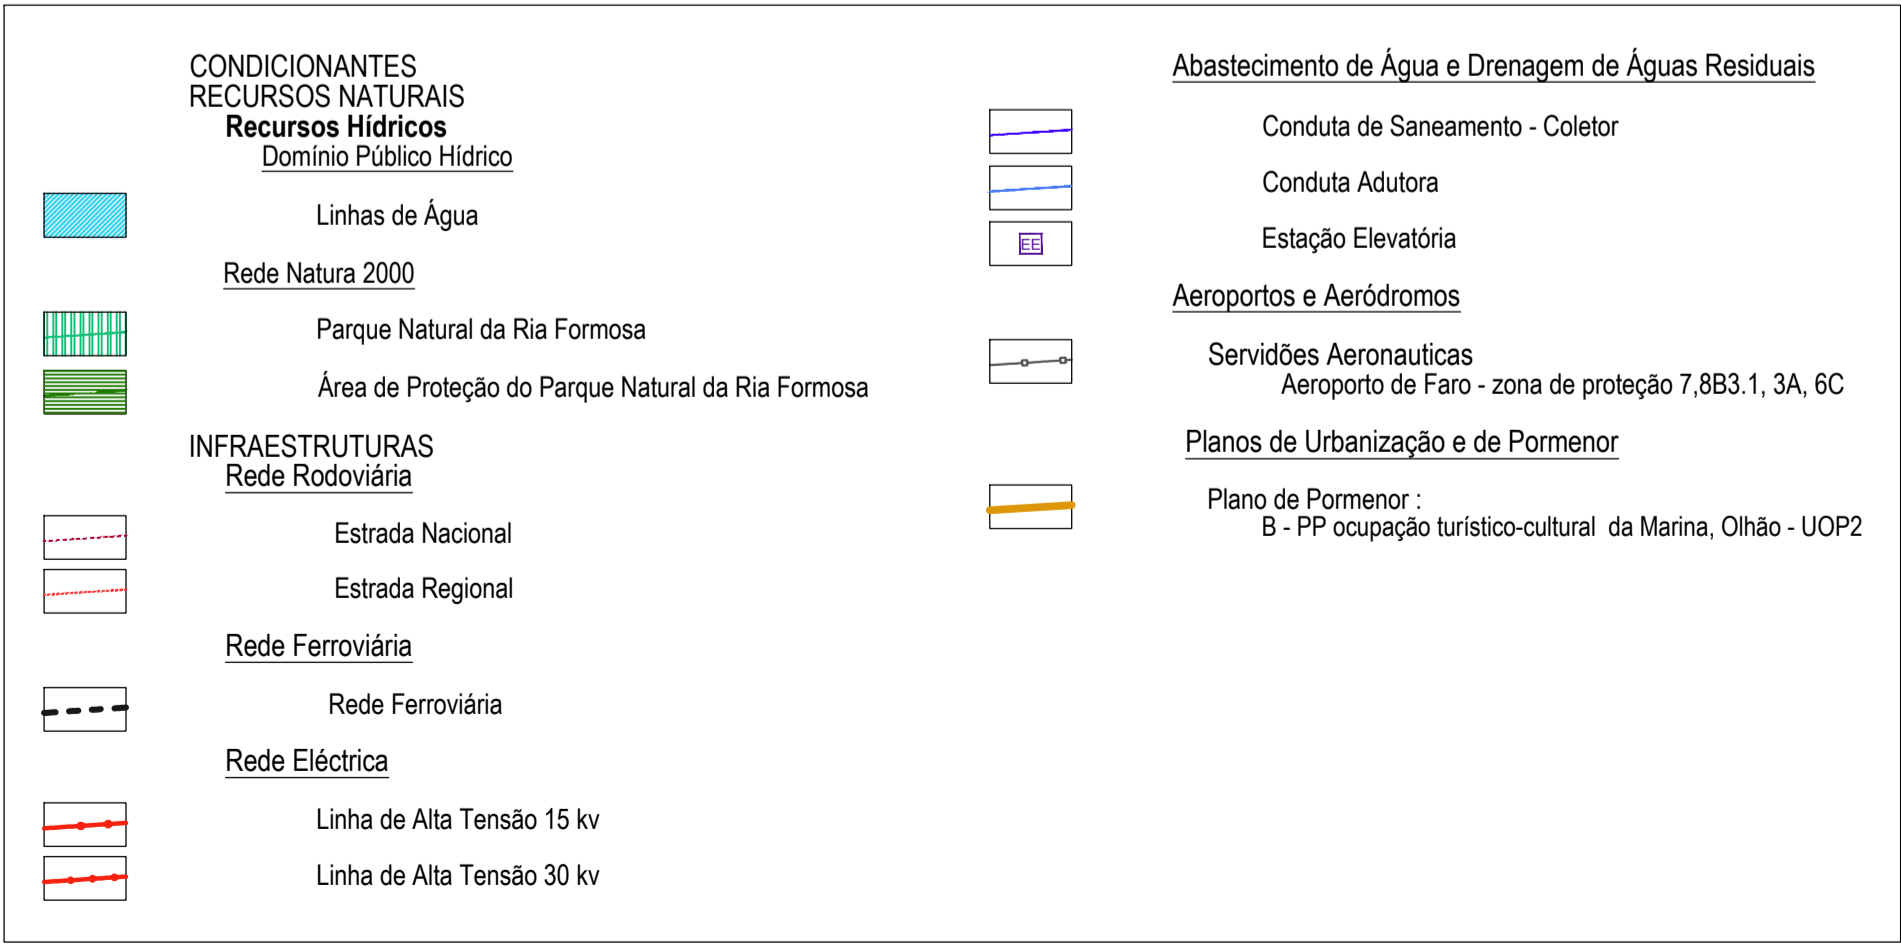 CONDICIONANTES
RECURSOS NATURAIS
Recursos Hídricos
Domínio Público Hídrico
Linhas de Água
Rede Natura 2000
Parque Natural da Ria Formosa
Área de Proteção do Parque Natural da Ria Formosa
INFRAESTRUTURAS
Rede Rodoviária
Estrada Nacional
Estrada Regional
Rede Ferroviária
Rede Ferroviária
Rede Eléctrica
Linha de Alta Tensão 15 kv
Linha de Alta Tensão 30 kv
Abastecimento de Água e Drenagem de Águas Residuais
Conduta de Saneamento - Coletor
Conduta Adutora
EE
Estação Elevatória
Aeroportos e Aeródromos
Servidões Aeronauticas
Aeroporto de Faro - zona de proteção 7,8B3.1, 3A, 6C
Planos de Urbanização e de Pormenor
Plano de Pormenor :
B - PP ocupação turístico-cultural da Marina, Olhão - UOP2